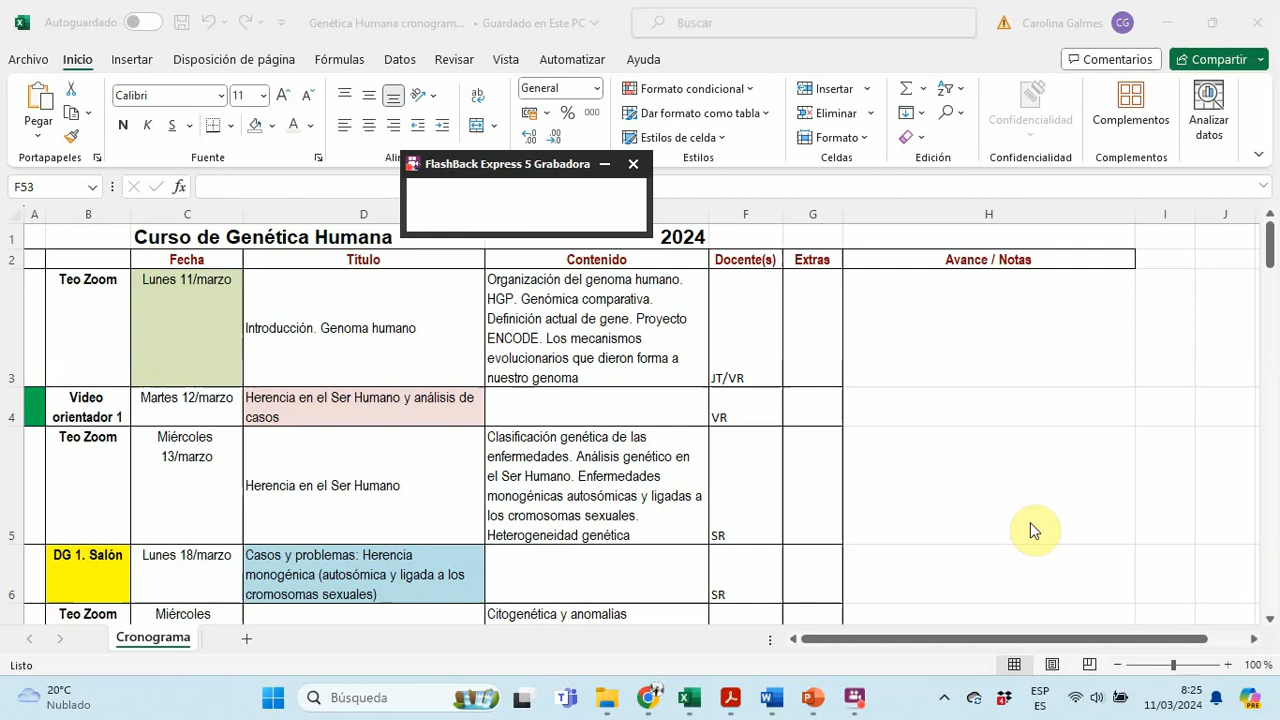 Autoguardado
Genética Humana cronogram... • Guardado en Este PC
Buscar
Carolina Galmes
CG
Archivo Inicio Insertar Disposición de página Fórmulas Datos Revisar Vista Automatizar Ayuda
Comentarios
Compartir
Pegar
Calibri
11
N K S
A
General
% 000
Formato condicional
Dar formato como tabla
Estilos de celda
Insertar
Eliminar
Formato
Confidencialidad
Complementos
Analizar
datos
Portapapeles
Fuente
Estilos
Celdas
Edición
Confidencialidad
Complementos
FlashBack Express 5 Grabadora
F53
fx
A B C D F G H I J
1 Curso de Genética Humana 2024
2 Fecha Título Contenido Docente(s) Extras Avance / Notas
Teo Zoom
Lunes 11/marzo
Introducción. Genoma humano
Organización del genoma humano.
HGP. Genómica comparativa.
Definición actual de gene. Proyecto
ENCODE. Los mecanismos
evolucionarios que dieron forma a
nuestro genoma
JT/VR
3
Video
orientador 1
Martes 12/marzo
Herencia en el Ser Humano y análisis de
casos
VR
4
Teo Zoom
Miércoles
13/marzo
Herencia en el Ser Humano
Clasificación genética de las
enfermedades. Análisis genético en
el Ser Humano. Enfermedades
monogénicas autosómicas y ligadas a
los cromosomas sexuales.
Heterogeneidad genética
SR
5
DG 1. Salón
Lunes 18/marzo
Casos y problemas: Herencia
monogénica (autosómica y ligada a los
cromosomas sexuales)
SR
6
Teo Zoom
Miércoles
Citogenética y anomalías
Cronograma
Listo
100 %
20°C
Nublado
Búsqueda
ESP
ES
8:25
11/03/2024